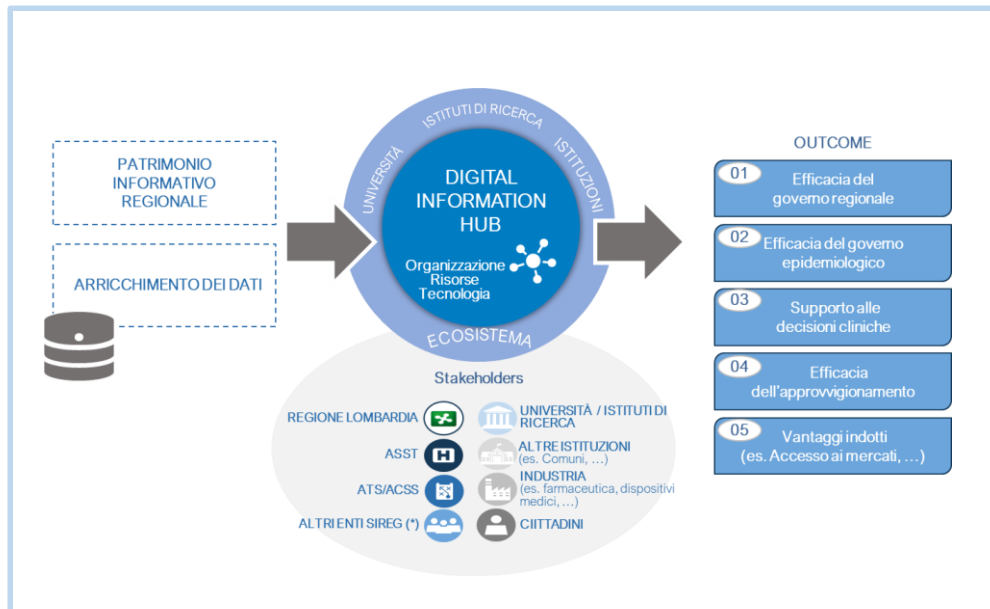 PATRIMONIO
INFORMATIVO
REGIONALE
ARRICCHIMENTO DEI DATI
UNIVERSITÀ
ISTITUTI DI RICERCA
ISTITUZIONI
DIGITAL
INFORMATION
HUB
Organizzazione
Risorse
Tecnologia
ECOSISTEMA
Stakeholders
REGIONE LOMBARDIA
ASST
H
ATS/ACSS
ALTRI ENTI SIREG (*)
UNIVERSITÀ / ISTITUTI DI
RICERCA
ALTRE ISTITUZIONI
(es. Comuni, ...)
INDUSTRIA
(es. farmaceutica, dispositivi
medici, ...)
CIITTADINI
OUTCOME
01
Efficacia del
governo regionale
02
Efficacia del governo
epidemiologico
03
Supporto alle
decisioni cliniche
04
Efficacia
dell'approvvigionamento
05
Vantaggi indotti
(es. Accesso ai mercati, ...)